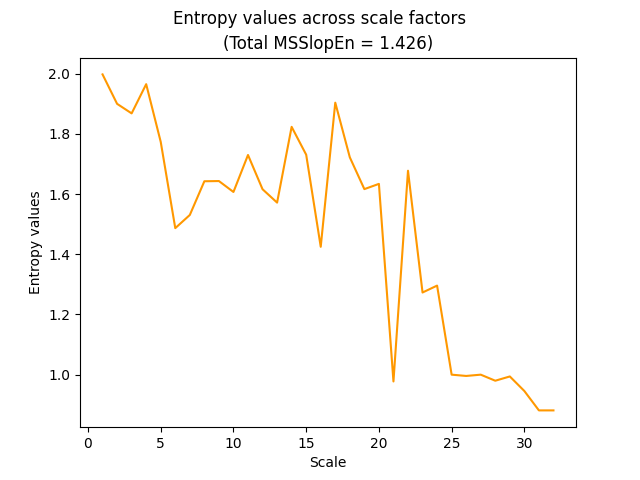 Entropy values across scale factors
(Total MSSlopEn = 1.426)
2.0
1.8
1.6
1.4
1.2
1.0
Entropy values
0 5 10 15 20 25 30
Scale